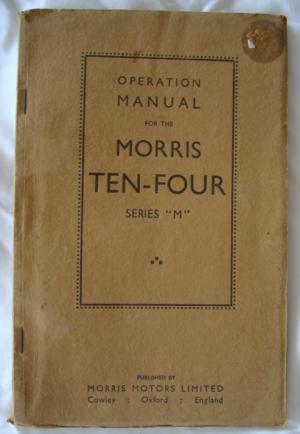 OPERATION
MANUAL
FOR THE
MORRIS
TEN-FOUR
SERIES "M"
PUBLISHED BY
MORRIS MOTORS LIMITED
Cowley : Oxford : England